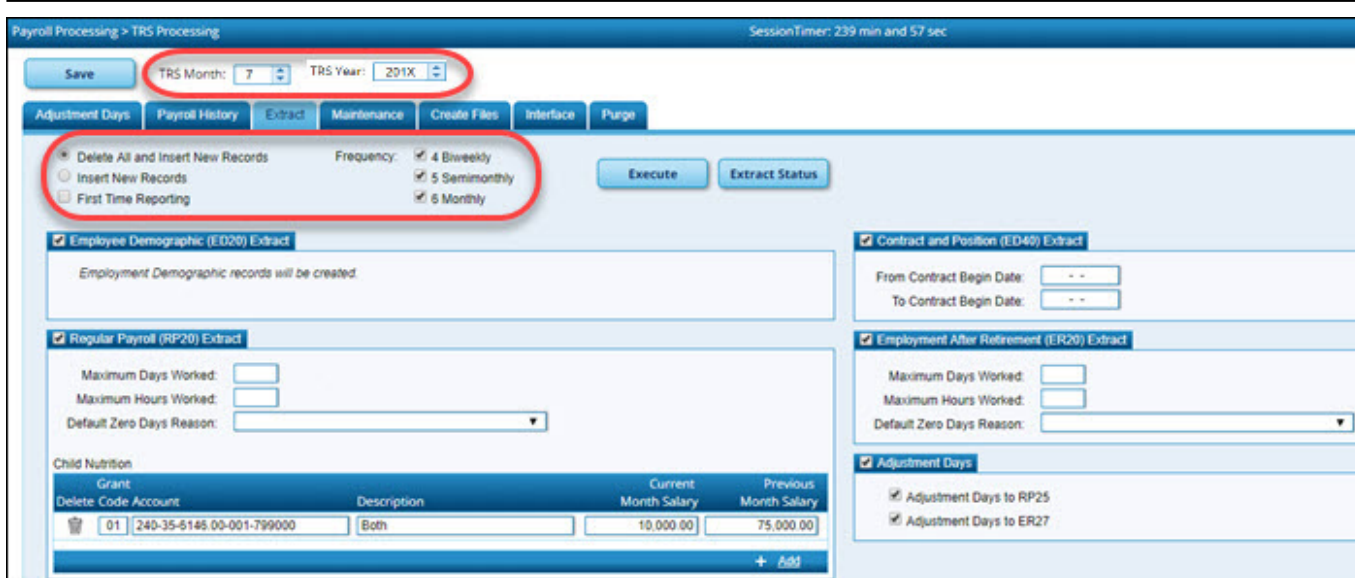 Payroll Processing > TRS Processing SessionTimer: 239 min and 57 sec
Save TRS Month: 7 TRS Year: 201X
Adjustment Days Payroll History Extract Maintenance Create Files Interface Purge
Delete All and Insert New Records Frequency: 4 Biweekly
Insert New Records 5 Semimonthly Execute Extract Status
First Time Reporting 6 Monthly
Employee Demographic (ED20) Extract Contract and Position (ED40) Extract
Employment Demographic records will be created. From Contract Begin Date: - -
To Contract Begin Date: - -
Regular Payroll (RP20) Extract Employment After Retirement (ER20) Extract
Maximum Days Worked: Maximum Days Worked:
Maximum Hours Worked: Maximum Hours Worked:
Default Zero Days Reason: Default Zero Days Reason:
Child Nutrition Adjustment Days
Grant Current Previous
Delete Code Account Description Month Salary Month Salary
Adjustment Days to RP25
01 240-35-6146.00-001-799000 Both 10,000.00 75,000.00
Adjustment Days to ER27
+ Add